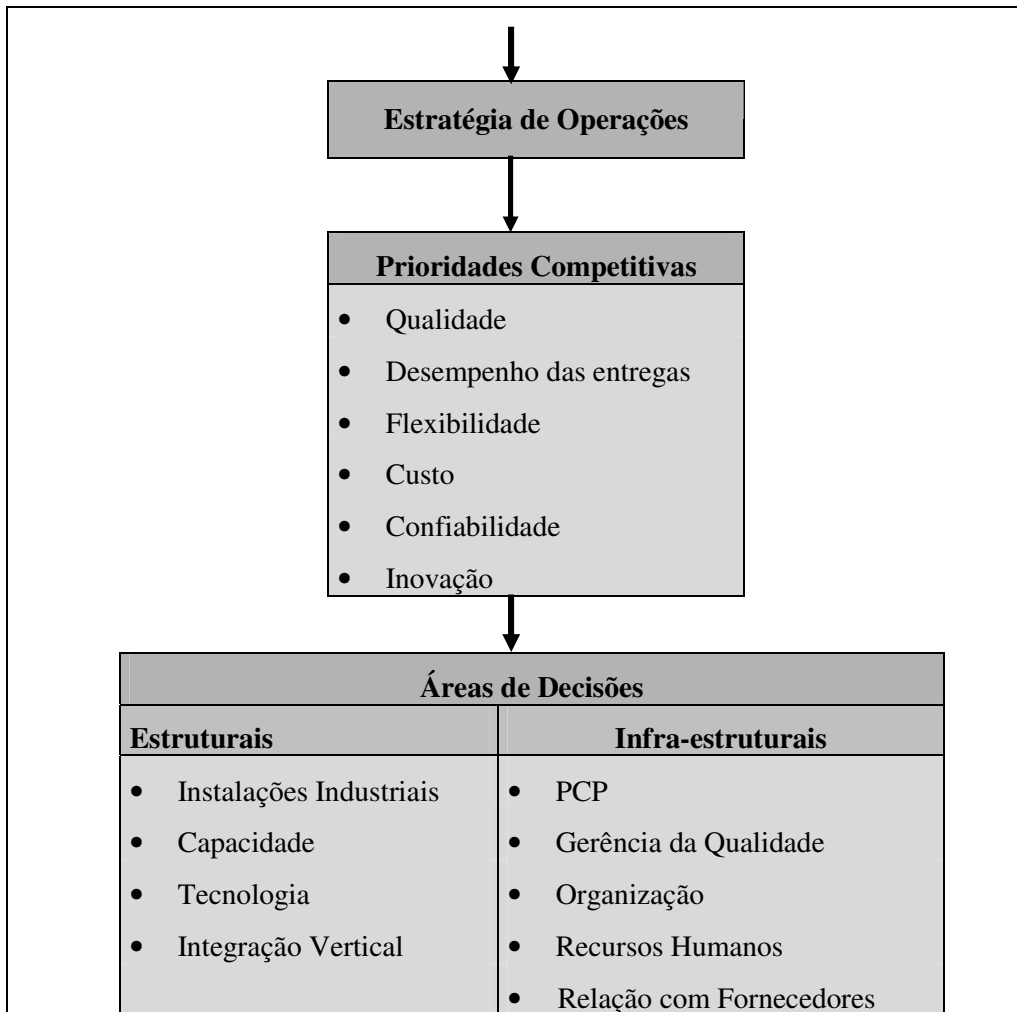 Estratégia de Operações
Prioridades Competitivas
• Qualidade
• Desempenho das entregas
• Flexibilidade
• Custo
• Confiabilidade
• Inovação
Áreas de Decisões
Estruturais
• Instalações Industriais
• Capacidade
• Tecnologia
• Integração Vertical
Infra-estruturais
• PCP
• Gerência da Qualidade
• Organização
• Recursos Humanos
• Relação com Fornecedores